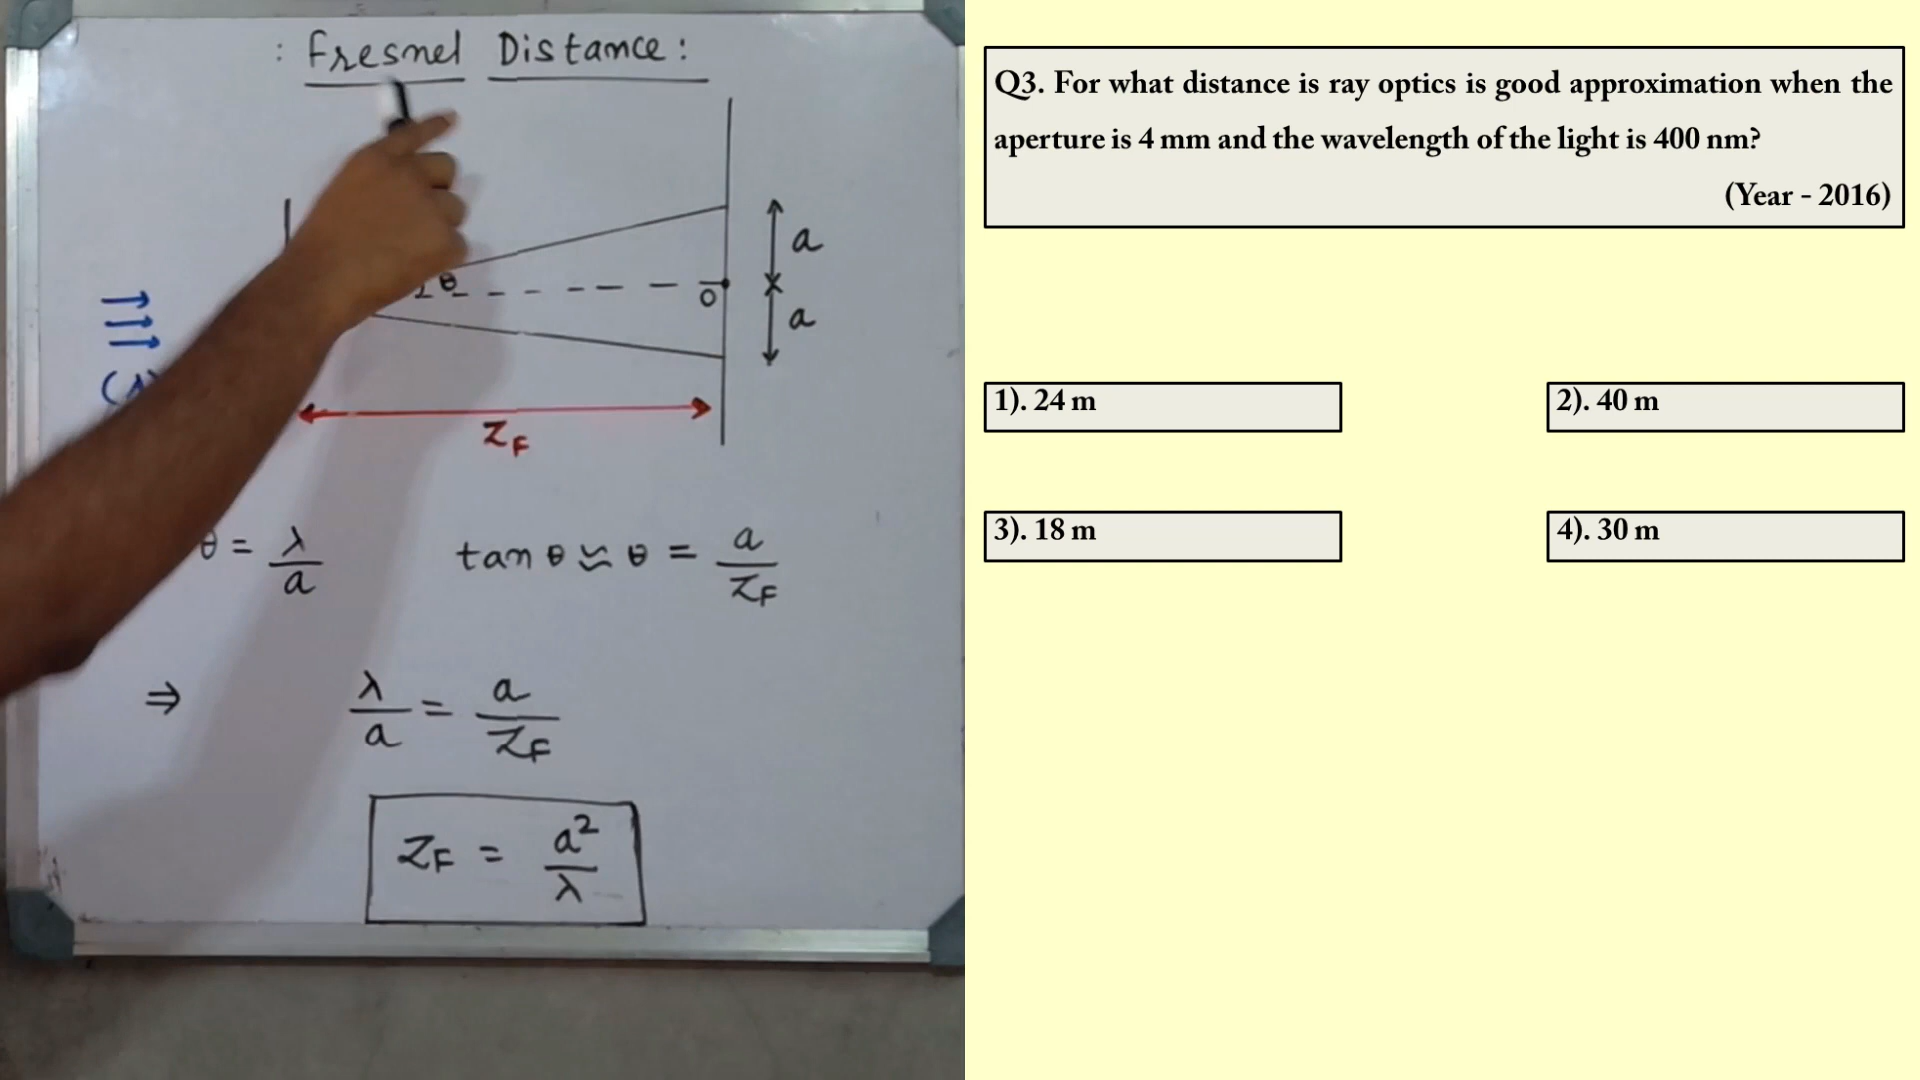 : Fresnel Distance :
a
θ
O
a
Z_F
θ = λ/a    tan θ ≈ θ = a/Z_F
⇒ λ/a = a/Z_F
Z_F = a²/λ
Q3. For what distance is ray optics is good approximation when the
aperture is 4 mm and the wavelength of the light is 400 nm?
(Year - 2016)
1). 24 m
2). 40 m
3). 18 m
4). 30 m